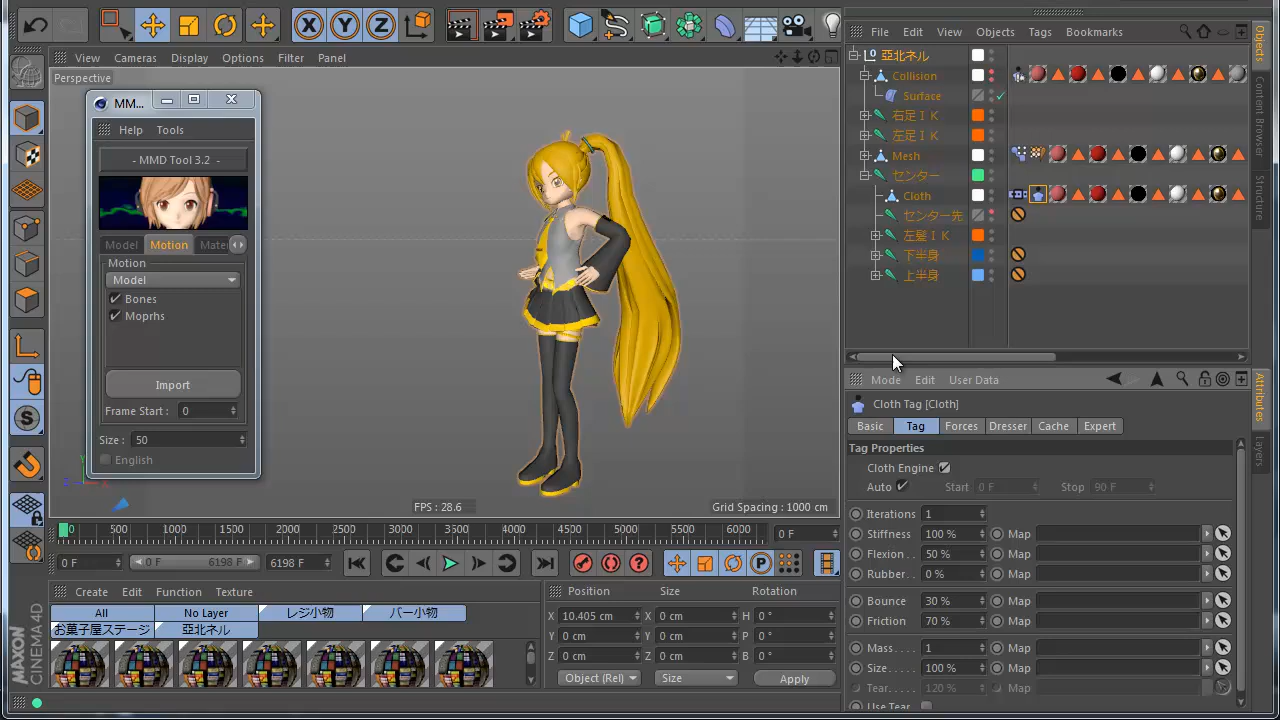 View Cameras Display Options Filter Panel
Perspective
MM...
Help Tools
- MMD Tool 3.2 -
Model Motion Mate
Motion
Model
Bones
Moprhs
Import
Frame Start : 0
Size : 50
English
FPS : 28.6
Grid Spacing : 1000 cm
0 500 1000 1500 2000 2500 3000 3500 4000 4500 5000 5500 6000
0 F
0 F 0 F 6198 F 6198 F
Create Edit Function Texture
All No Layer レジ小物 バー小物
お菓子屋ステージ 亞北ネル
MAXON CINEMA 4D
Position Size Rotation
X 10.405 cm X 0 cm H 0 °
Y 0 cm Y 0 cm P 0 °
Z 0 cm Z 0 cm B 0 °
Object (Rel) Size Apply
File Edit View Objects Tags Bookmarks
亞北ネル
Collision
Surface
右足ＩＫ
左足ＩＫ
Mesh
センター
Cloth
センター先
左髪ＩＫ
下半身
上半身
Objects
Content Browser
Structure
Mode Edit User Data
Cloth Tag [Cloth]
Basic Tag Forces Dresser Cache Expert
Tag Properties
Cloth Engine
Auto Start 0 F Stop 90 F
Iterations 1
Stiffness 100 % Map
Flexion . . 50 % Map
Rubber . . 0 % Map
Bounce 30 % Map
Friction 70 % Map
Mass . . . . 1 Map
Size . . . . . 100 % Map
Tear. . . . . 120 % Map
Use Tear
Attributes
Layers
X Y Z